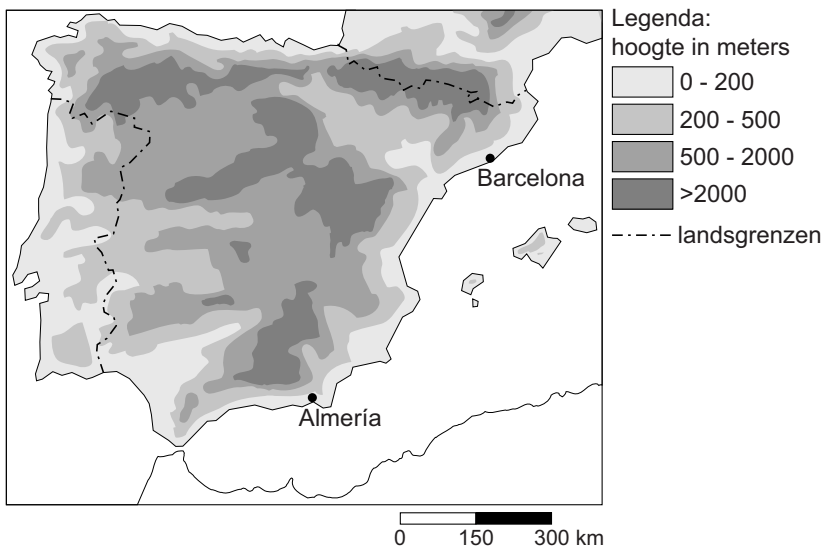 Legenda:
hoogte in meters
0 - 200
200 - 500
500 - 2000
>2000
landsgrenzen
Barcelona
Almería
0 150 300 km